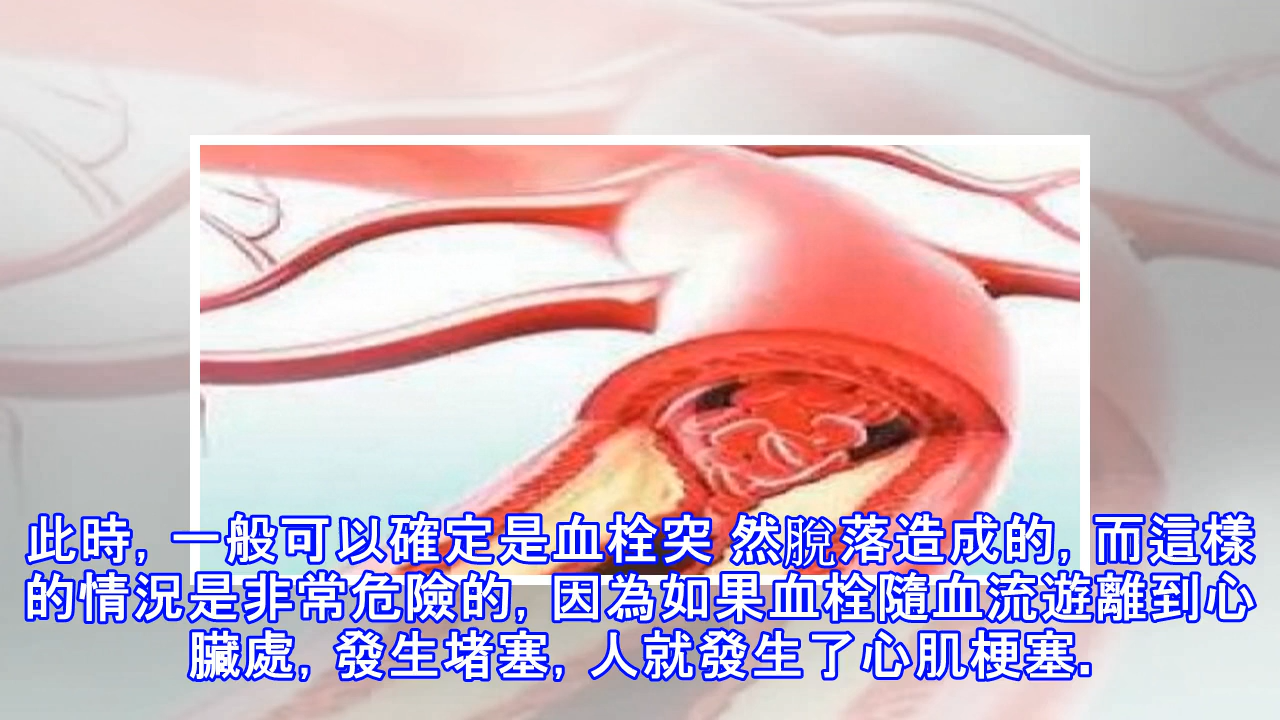 此時, 一般可以確定是血栓突 然脫落造成的, 而這樣
的情況是非常危險的, 因為如果血栓隨血流遊離到心
臟處, 發生堵塞, 人就發生了心肌梗塞.